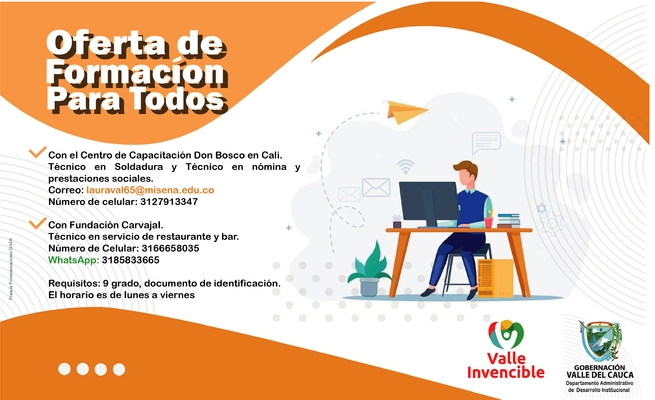 Oferta de
Formación
Para Todos
Con el Centro de Capacitación Don Bosco en Cali.
Técnico en Soldadura y Técnico en nómina y
prestaciones sociales.
Correo: lauraval65@misena.edu.co
Número de celular: 3127913347
Con Fundación Carvajal.
Técnico en servicio de restaurante y bar.
Número de Celular: 3166658035
WhatsApp: 3185833665
Requisitos: 9 grado, documento de identificación.
El horario es de lunes a viernes
Valle
Invencible
GOBERNACIÓN
VALLE DEL CAUCA
Departamento Administrativo
de Desarrollo Institucional